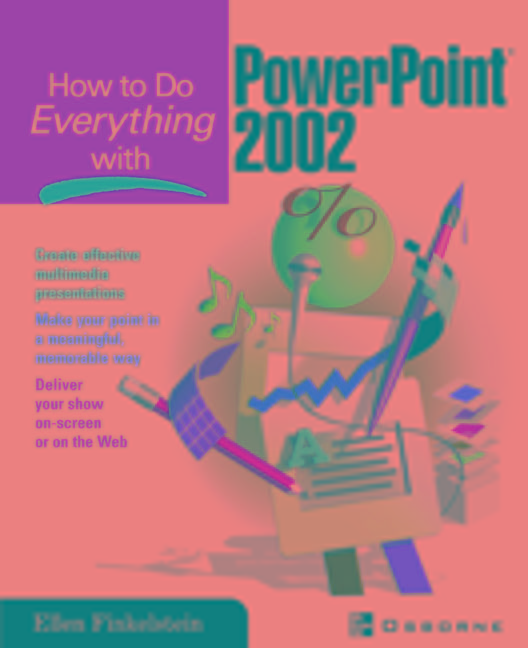 How to Do
Everything
with
PowerPoint
2002
%
Create effective
multimedia
presentations
Make your point in
a meaningful,
memorable way
Deliver
your show
on-screen
or on the Web
A
Ellen Finkelstein
OSBORNE